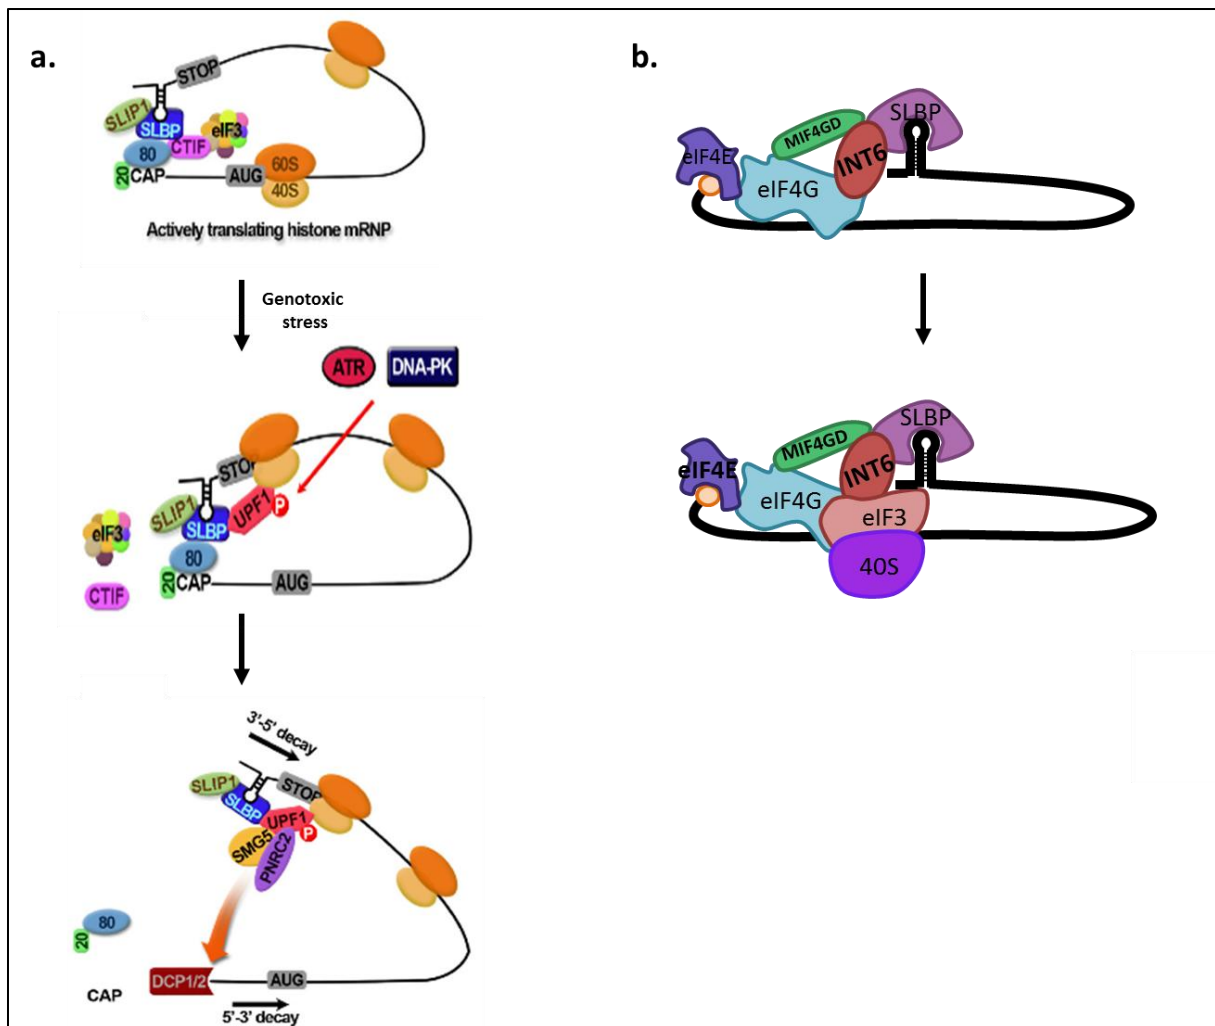 a.
STOP
SLIP1
SLBP
eIF3
CTIF
80
20
CAP
AUG
60S
40S
Actively translating histone mRNP
Genotoxic
stress
ATR
DNA-PK
STO
SLIP1
UPF1
P
SLBP
eIF3
80
CTIF
20
CAP
AUG
3'-5' decay
SLIP1
STOP
SLBP
UPF1
P
SMG5
PNRC2
80
20
DCP1/2
AUG
CAP
5'-3' decay
b.
SLBP
MIF4GD
eIF4E
INT6
eIF4G
SLBP
MIF4GD
eIF4E
INT6
eIF4G
eIF3
40S